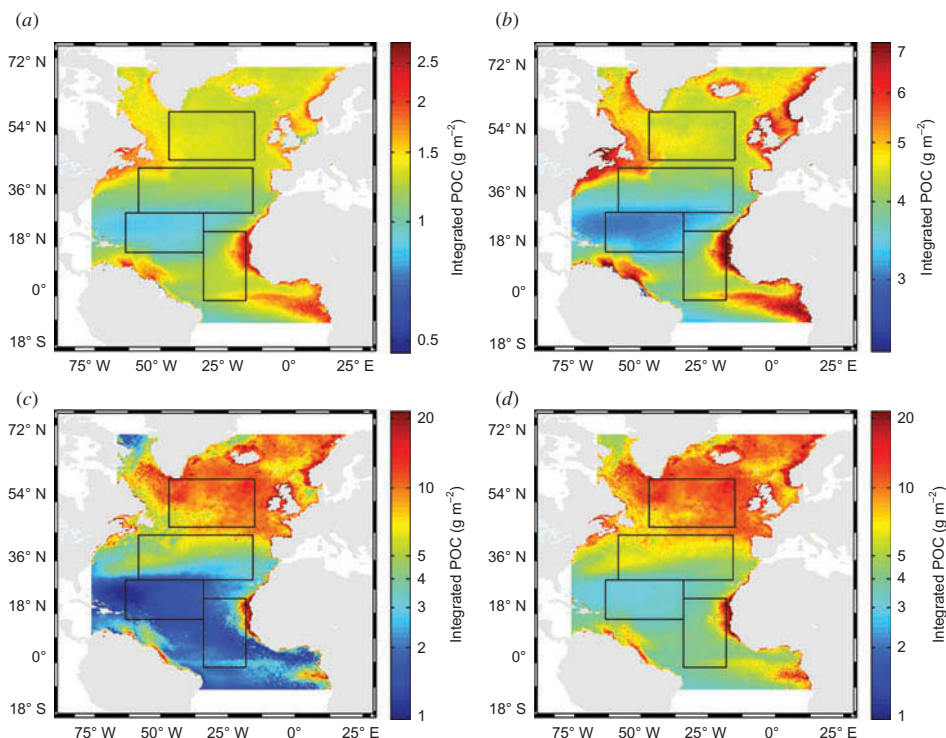 (a)
(b)
72° N
54° N
36° N
18° N
0°
18° S
75° W
50° W
25° W
0°
25° E
2.5
2
1.5
1
0.5
Integrated POC (g m−2)
72° N
54° N
36° N
18° N
0°
18° S
75° W
50° W
25° W
0°
25° E
7
6
5
4
3
Integrated POC (g m−2)
(c)
(d)
72° N
54° N
36° N
18° N
0°
18° S
75° W
50° W
25° W
0°
25° E
20
10
5
4
3
2
1
Integrated POC (g m−2)
72° N
54° N
36° N
18° N
0°
18° S
75° W
50° W
25° W
0°
25° E
20
10
5
4
3
2
1
Integrated POC (g m−2)